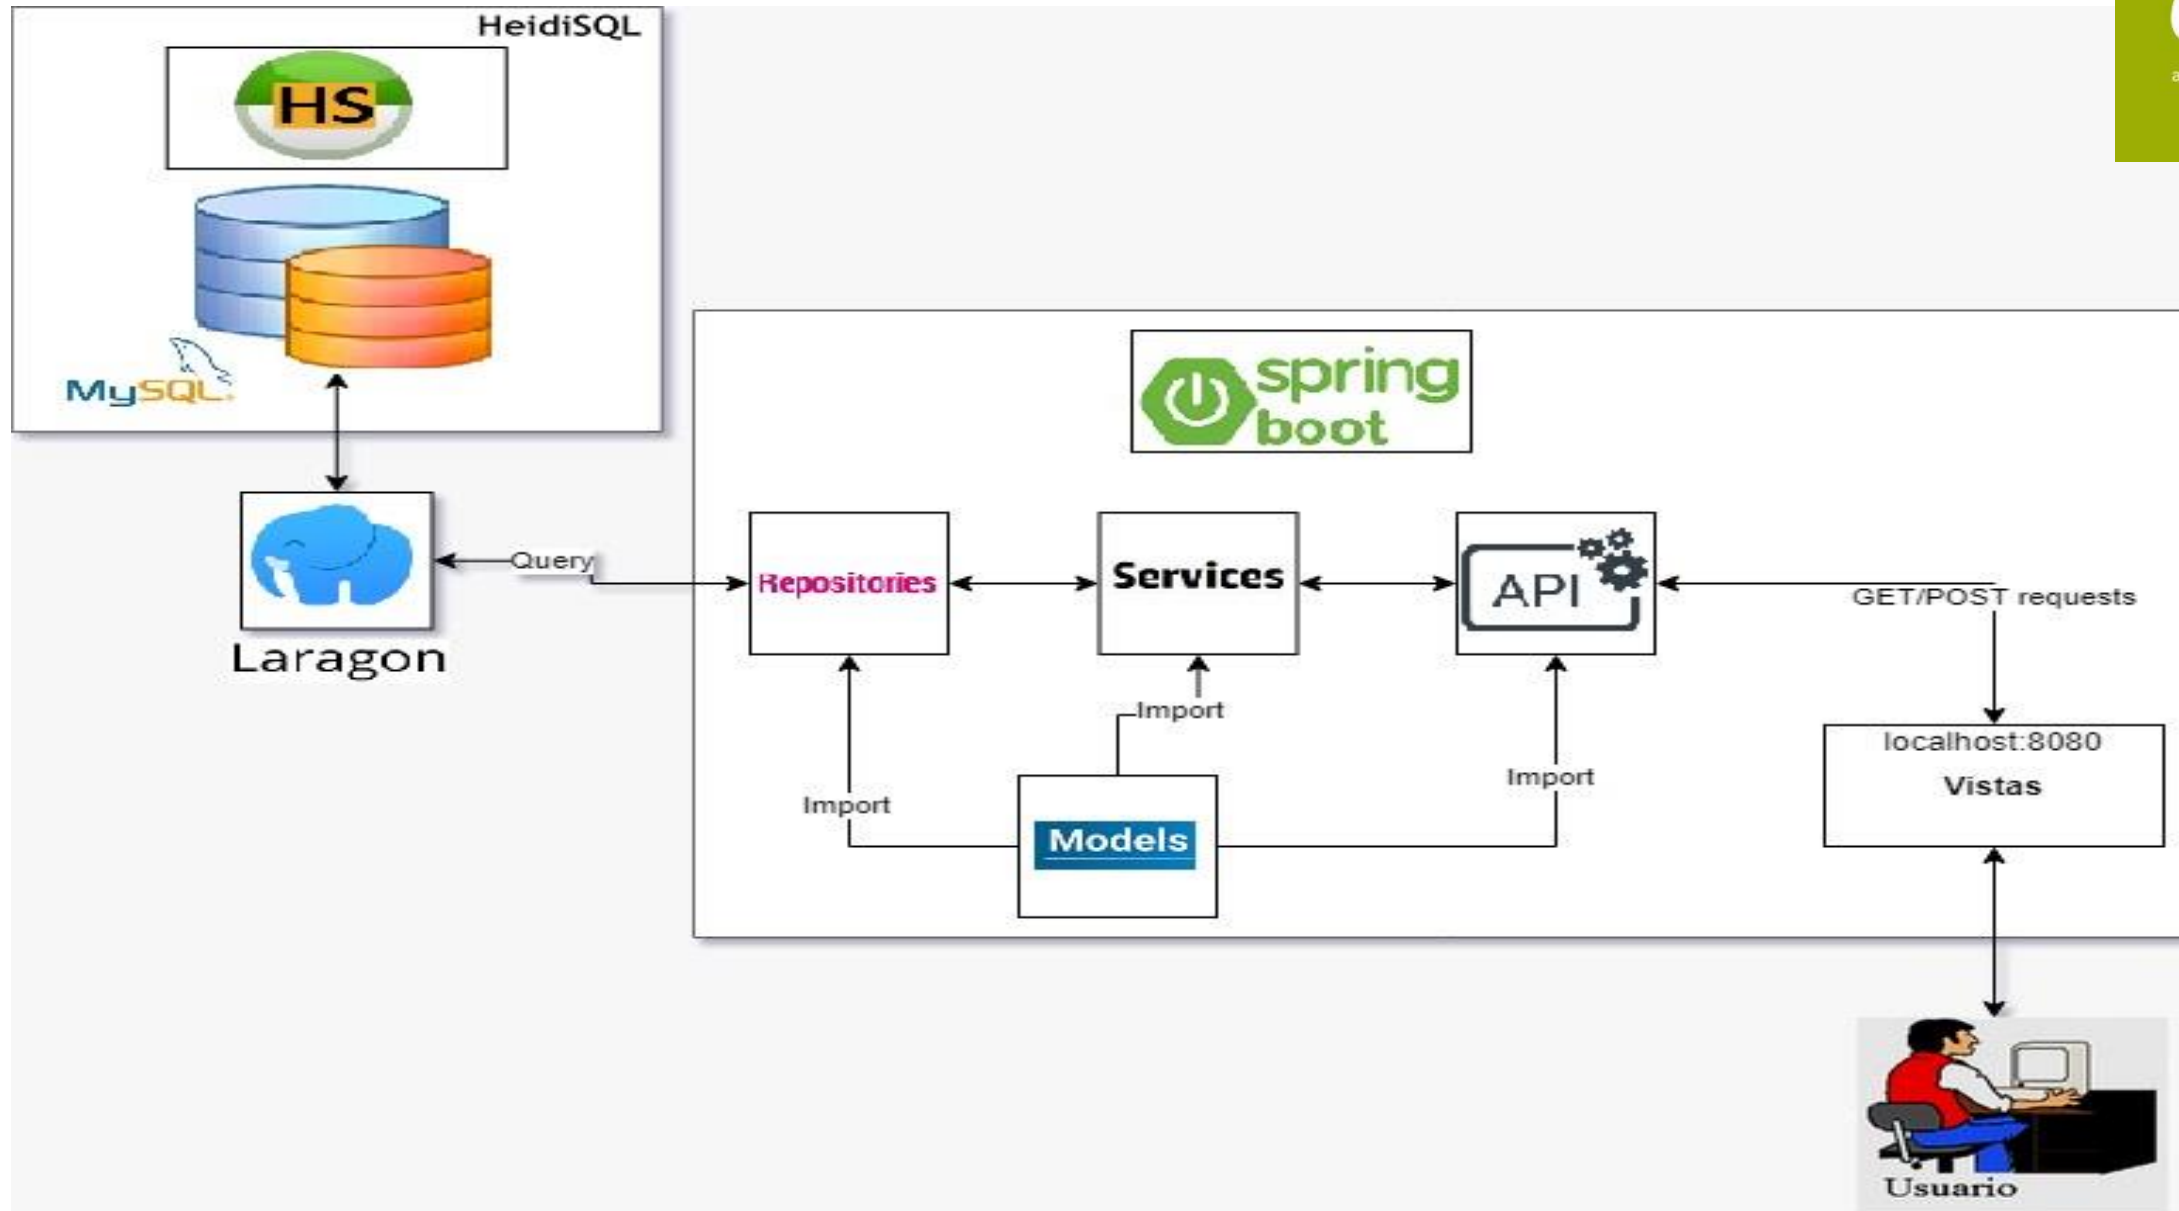 HeidiSQL
HS
MySQL
spring
boot
Query
Repositories
Services
API
GET/POST requests
Laragon
Import
localhost:8080
Import
Vistas
Import
Models
Usuario